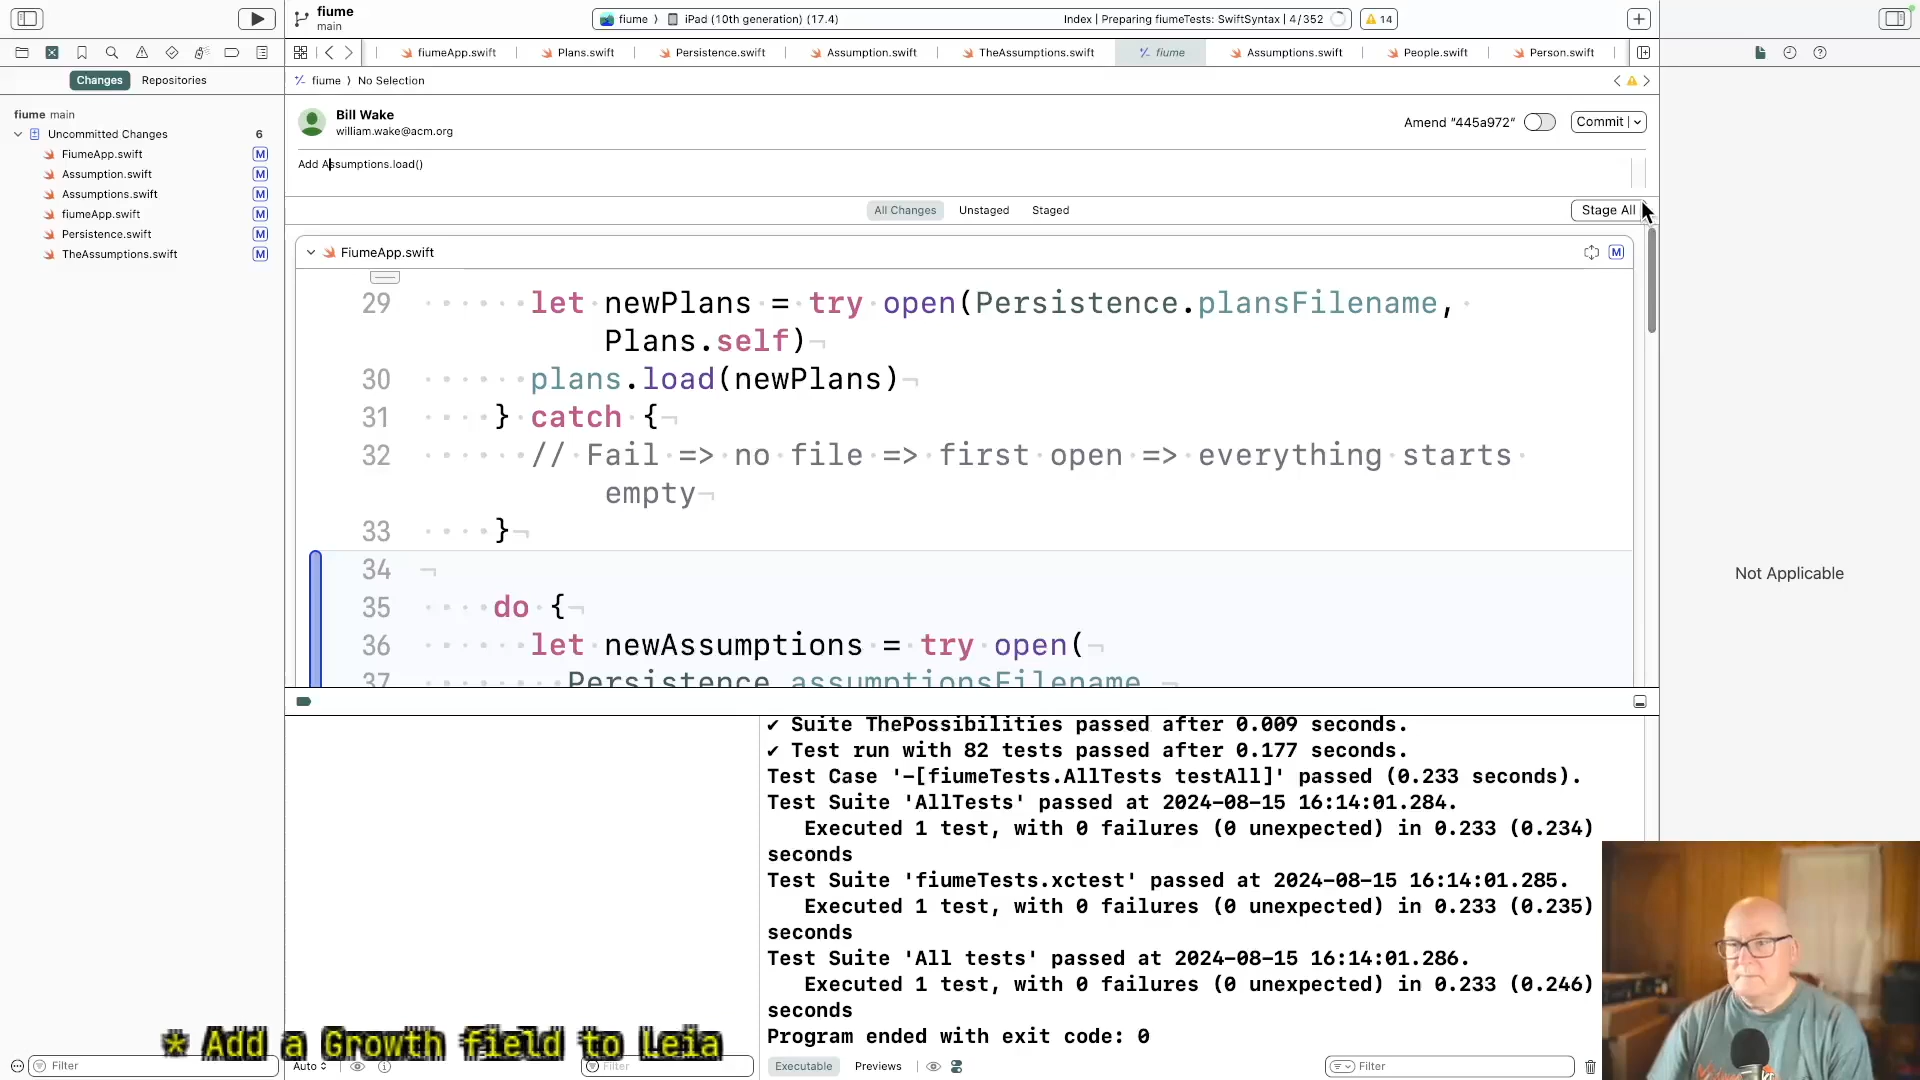 fiume
main
fiume
iPad (10th generation) (17.4)
Index | Preparing fiumeTests: SwiftSyntax | 4/352
14
fiumeApp.swift
Plans.swift
Persistence.swift
Assumption.swift
TheAssumptions.swift
fiume
Assumptions.swift
People.swift
Person.swift
Changes
Repositories
fiume
No Selection
fiume main
Uncommitted Changes 6
FiumeApp.swift M
Assumption.swift M
Assumptions.swift M
fiumeApp.swift M
Persistence.swift M
TheAssumptions.swift M
Bill Wake
william.wake@acm.org
Amend "445a972"
Commit
Add Assumptions.load()
All Changes
Unstaged
Staged
Stage All
FiumeApp.swift M
29 let newPlans = try open(Persistence.plansFilename,
Plans.self)¬
30 plans.load(newPlans)¬
31 } catch {¬
32 // Fail => no file => first open => everything starts
empty¬
33 }¬
34 ¬
35 do {¬
36 let newAssumptions = try open(¬
37 Persistence.assumptionsFilename, ¬
Not Applicable
✔ Suite ThePossibilities passed after 0.009 seconds.
✔ Test run with 82 tests passed after 0.177 seconds.
Test Case '-[fiumeTests.AllTests testAll]' passed (0.233 seconds).
Test Suite 'AllTests' passed at 2024-08-15 16:14:01.284.
Executed 1 test, with 0 failures (0 unexpected) in 0.233 (0.234)
seconds
Test Suite 'fiumeTests.xctest' passed at 2024-08-15 16:14:01.285.
Executed 1 test, with 0 failures (0 unexpected) in 0.233 (0.235)
seconds
Test Suite 'All tests' passed at 2024-08-15 16:14:01.286.
Executed 1 test, with 0 failures (0 unexpected) in 0.233 (0.246)
seconds
Program ended with exit code: 0
* Add a Growth field to Leia
Filter
Auto
Filter
Executable
Previews
Filter